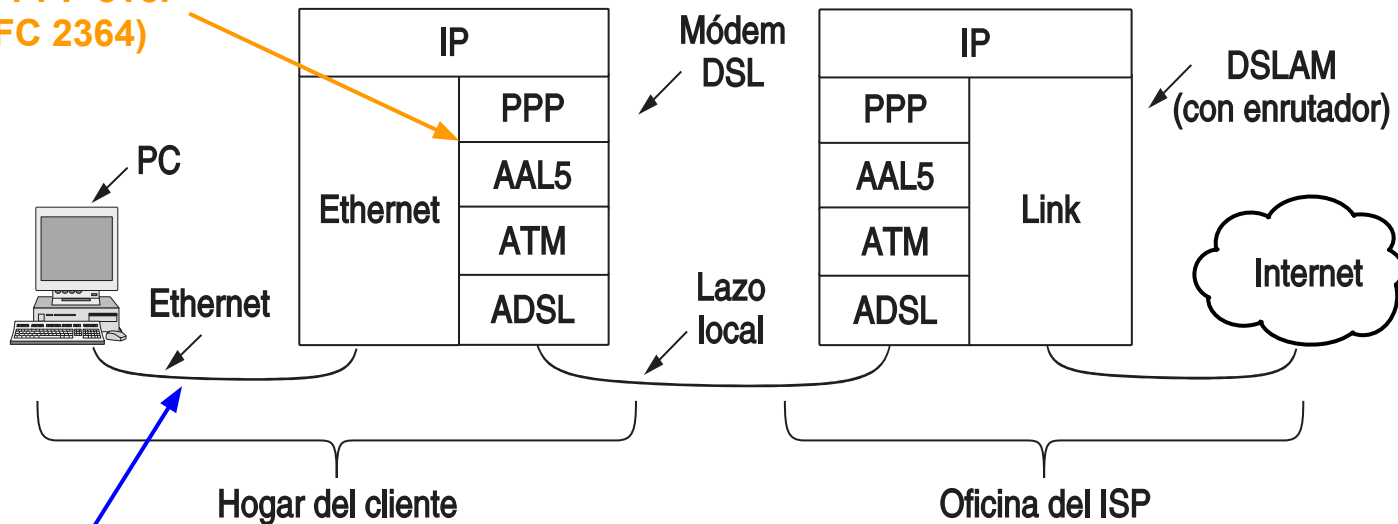 FC 2364)
IP
Módem
DSL
IP
DSLAM
(con enrutador)
PPP
PPP
PC
AAL5
AAL5
Ethernet
Link
ATM
ATM
Internet
Ethernet
Lazo
local
ADSL
ADSL
Hogar del cliente
Oficina del ISP